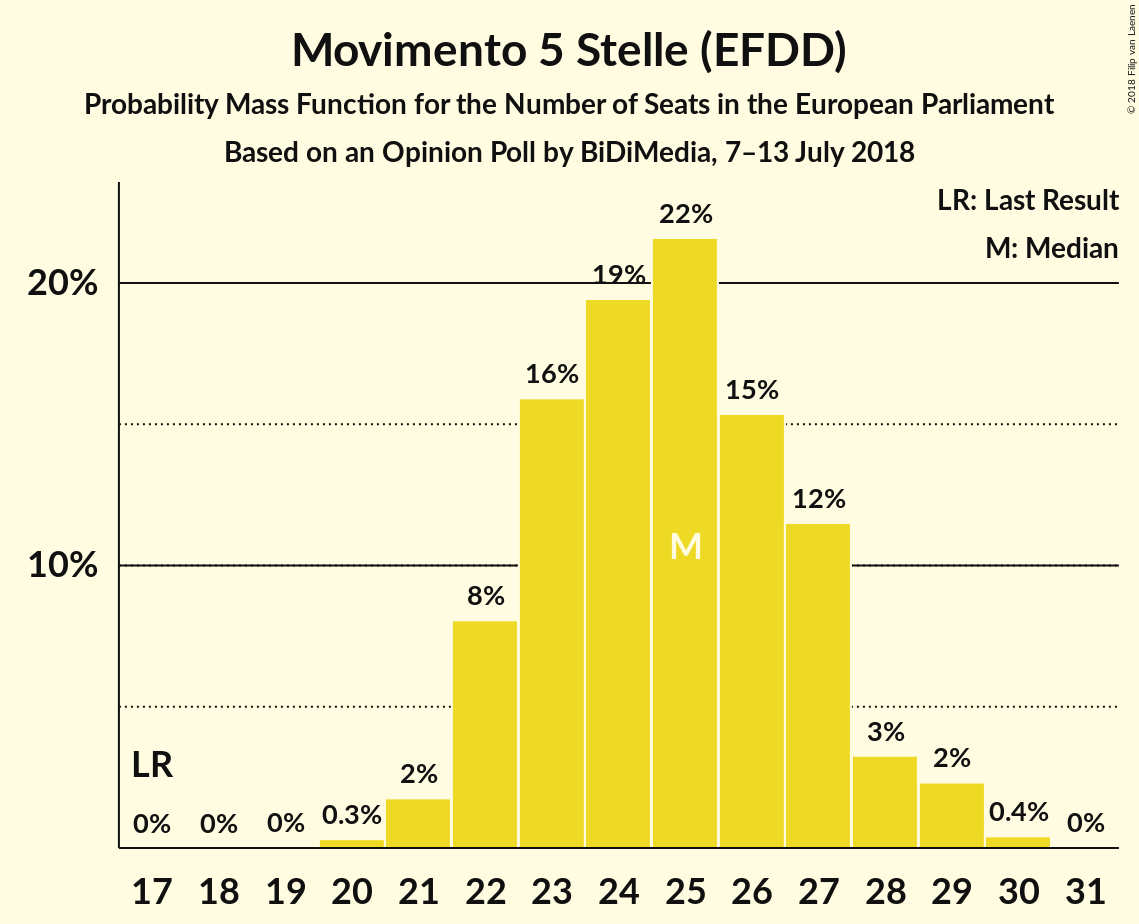 Movimento 5 Stelle (EFDD)
Probability Mass Function for the Number of Seats in the European Parliament
Based on an Opinion Poll by BiDiMedia, 7–13 July 2018
© 2018 Filip van Laenen
LR: Last Result
M: Median
20%
10%
LR
0% 0% 0% 0.3% 2% 8% 16% 19% 22% 15% 12% 3% 2% 0.4% 0%
M
17 18 19 20 21 22 23 24 25 26 27 28 29 30 31